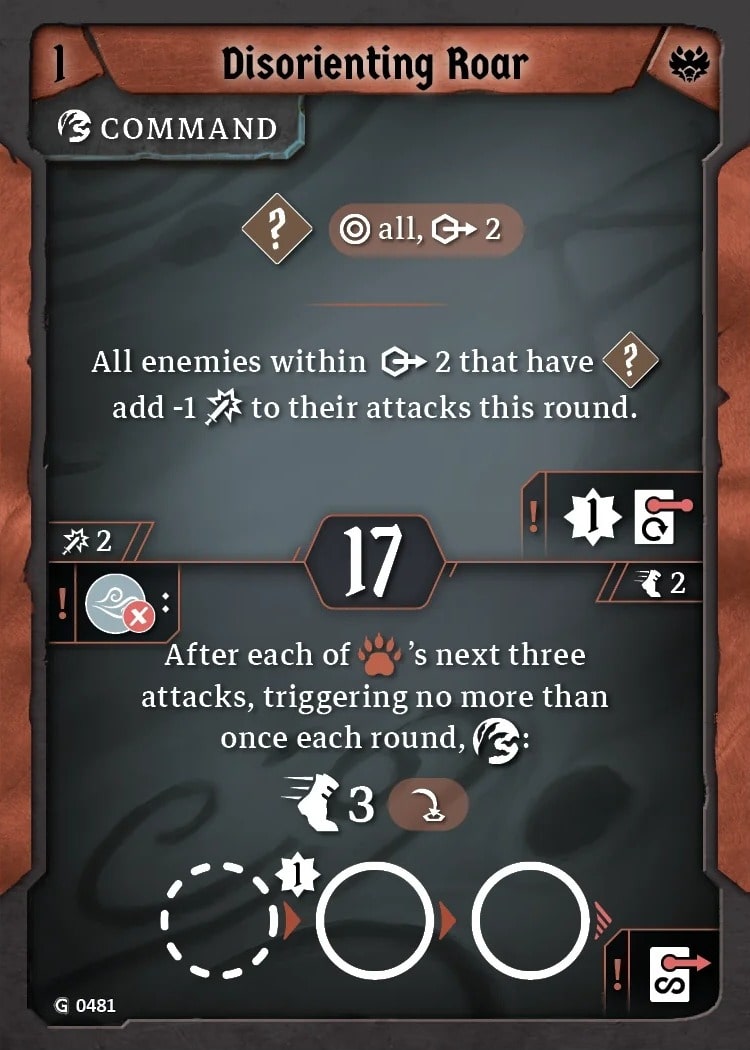 1
Disorienting Roar
COMMAND
? all, 2
All enemies within 2 that have ?
add -1 to their attacks this round.
! 1
2
17
! :
2
After each of 's next three
attacks, triggering no more than
once each round, :
3
1
!
G 0481